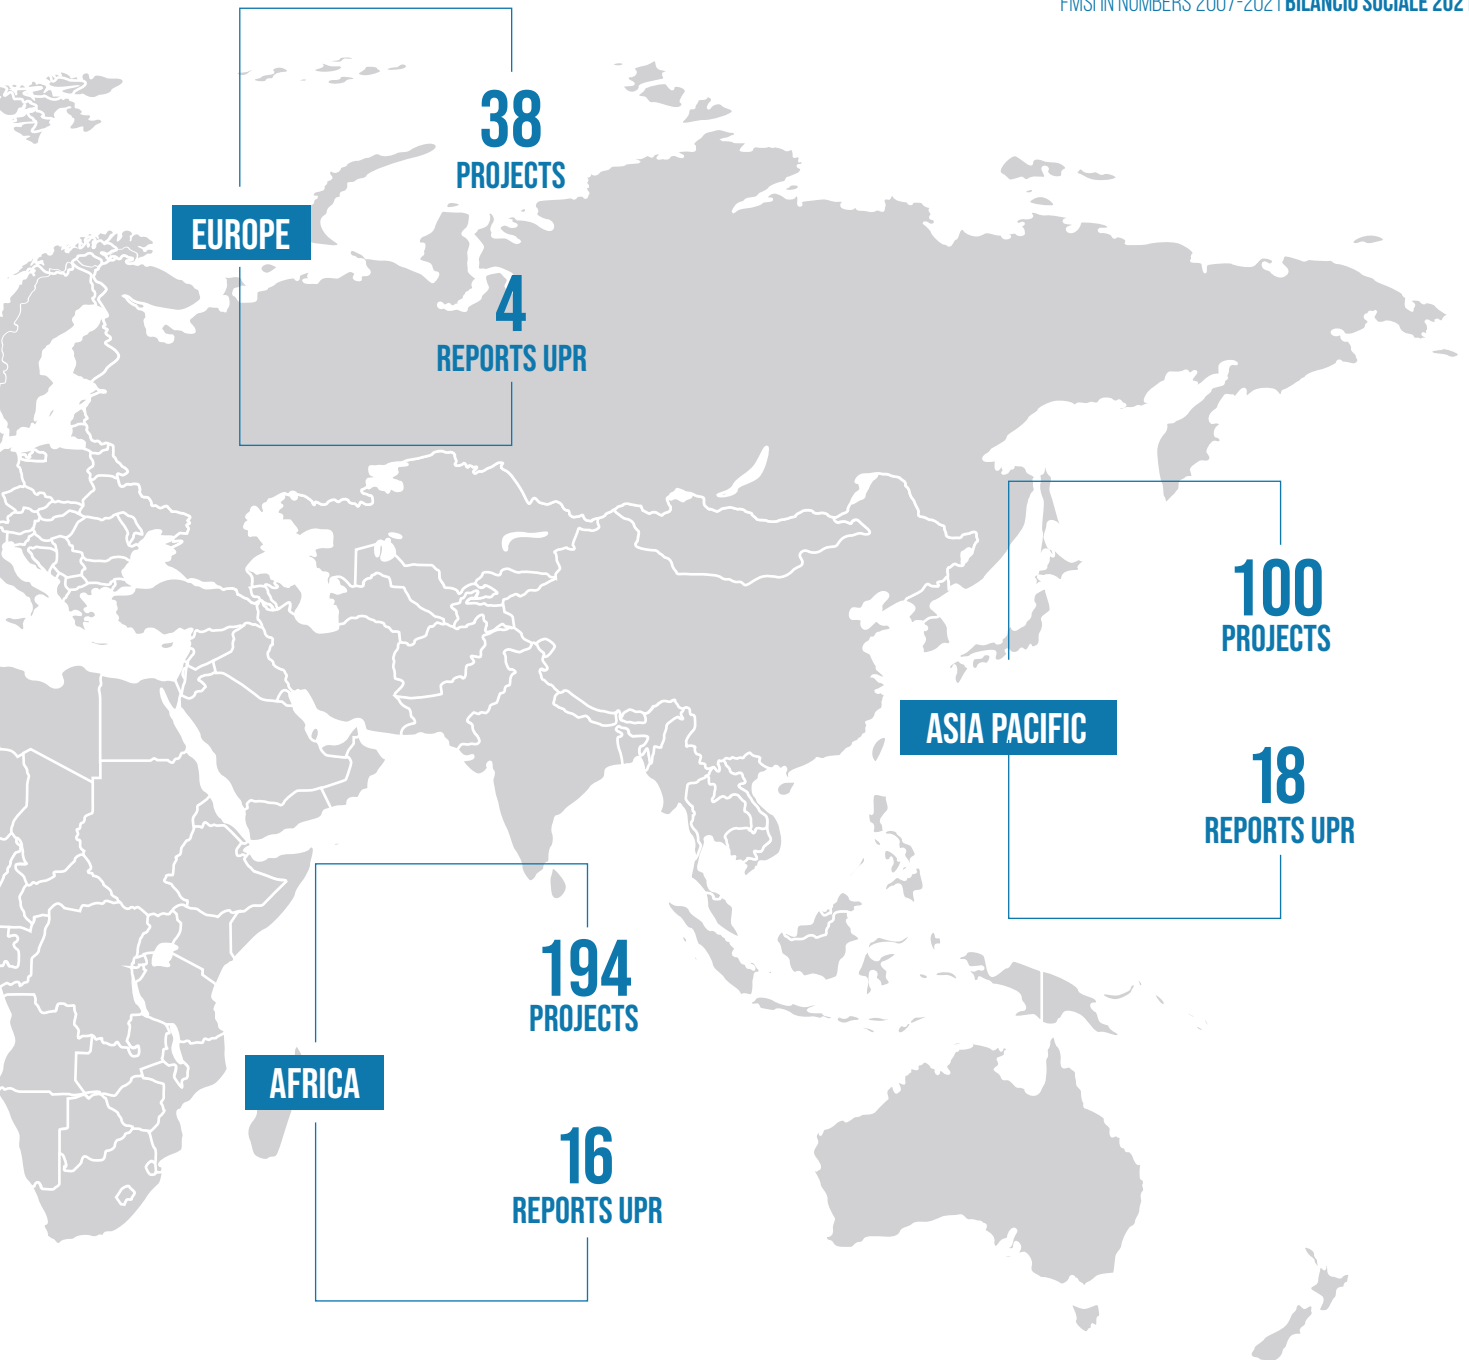 FMSI IN NUMBERS 2007-2021 BILANCIO SOCIALE 202
38
PROJECTS
EUROPE
4
REPORTS UPR
100
PROJECTS
ASIA PACIFIC
18
REPORTS UPR
194
PROJECTS
AFRICA
16
REPORTS UPR